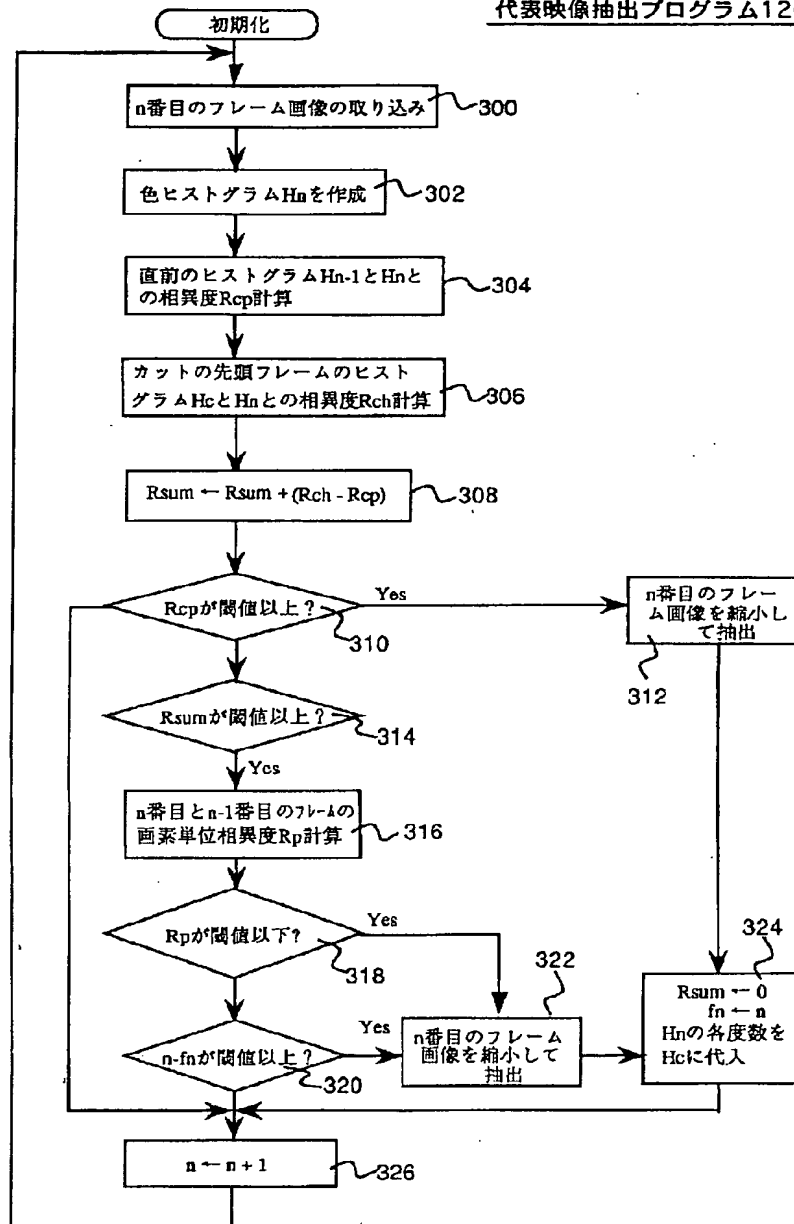 代表映像抽出プログラム12
初期化
n番目のフレーム画像の取り込み
300
色ヒストグラムHnを作成
302
直前のヒストグラムHn-1とHnと
の相異度Rcp計算
304
カットの先頭フレームのヒスト
グラムHcとHnとの相異度Rch計算
306
Rsum ← Rsum + (Rch - Rcp)
308
Rcpが閾値以上?
310
Yes
n番目のフレー
ム画像を縮小し
て抽出
312
Rsumが閾値以上?
314
Yes
n番目とn-1番目のフレームの
画素単位相異度Rp計算
316
Rpが閾値以下?
318
Yes
322
324
n-fnが閾値以上?
320
Yes
n番目のフレーム
画像を縮小して
抽出
Rsum ← 0
fn ← n
Hnの各度数を
Hcに代入
n ← n + 1
326